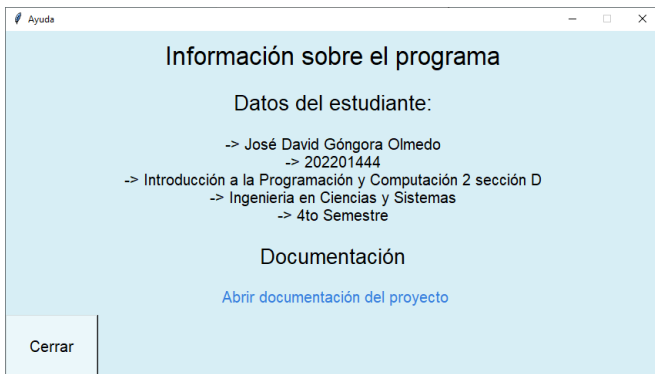 Ayuda
Información sobre el programa
Datos del estudiante:
-> José David Góngora Olmedo
-> 202201444
-> Introducción a la Programación y Computación 2 sección D
-> Ingenieria en Ciencias y Sistemas
-> 4to Semestre
Documentación
Abrir documentación del proyecto
Cerrar